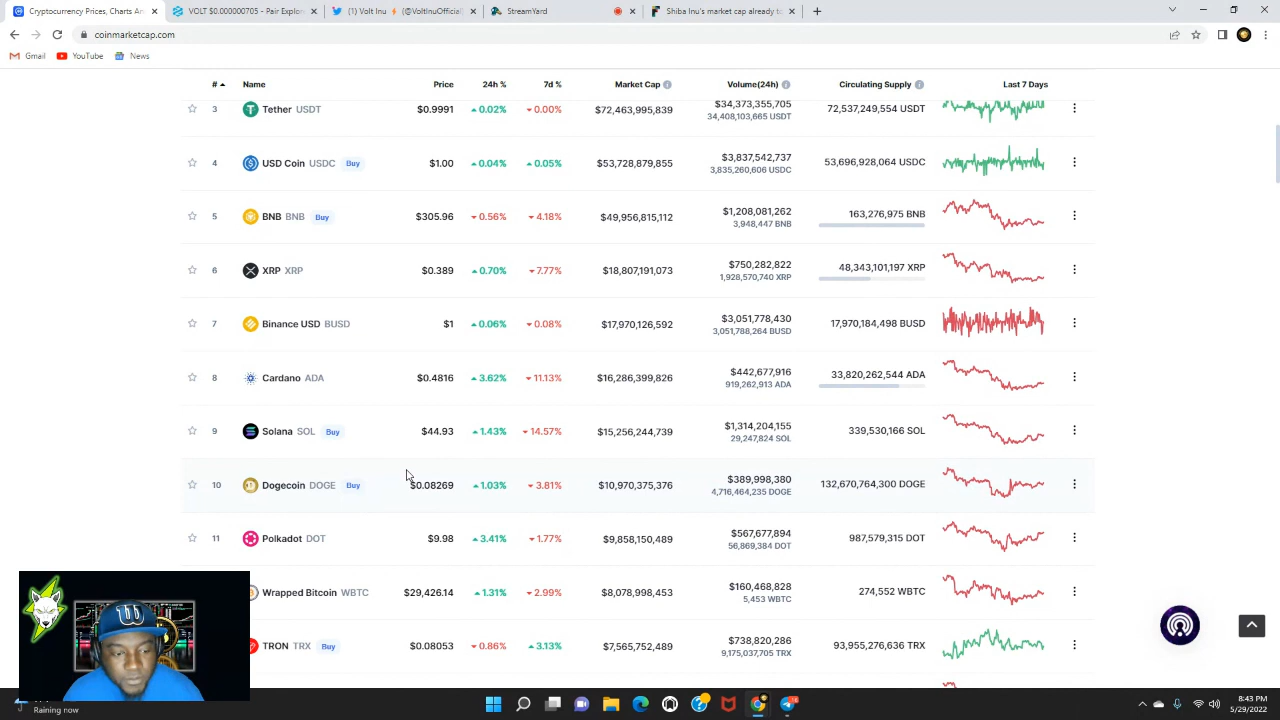 Cryptocurrency Prices, Charts An
VOLT $0.000000705 - Pair Explore
(1) Volt Inu ⚡ (@VoltInuOfficial)
StreamYard
Shiba Inu's market cap already to
coinmarketcap.com
Gmail YouTube News
# Name Price 24h % 7d % Market Cap Volume(24h) Circulating Supply Last 7 Days
3 Tether USDT $0.9991 0.02% 0.00% $72,463,995,839 $34,373,355,705 72,537,249,554 USDT
34,408,103,665 USDT
4 USD Coin USDC Buy $1.00 0.04% 0.05% $53,728,879,855 $3,837,542,737 53,696,928,064 USDC
3,835,260,606 USDC
5 BNB BNB Buy $305.96 0.56% 4.18% $49,956,815,112 $1,208,081,262 163,276,975 BNB
3,948,447 BNB
6 XRP XRP $0.389 0.70% 7.77% $18,807,191,073 $750,282,822 48,343,101,197 XRP
1,928,570,740 XRP
7 Binance USD BUSD $1 0.06% 0.08% $17,970,126,592 $3,051,778,430 17,970,184,498 BUSD
3,051,788,264 BUSD
8 Cardano ADA $0.4816 3.62% 11.13% $16,286,399,826 $442,677,916 33,820,262,544 ADA
919,262,913 ADA
9 Solana SOL Buy $44.93 1.43% 14.57% $15,256,244,739 $1,314,204,155 339,530,166 SOL
29,247,824 SOL
10 Dogecoin DOGE Buy $0.08269 1.03% 3.81% $10,970,375,376 $389,998,380 132,670,764,300 DOGE
4,716,464,235 DOGE
11 Polkadot DOT $9.98 3.41% 1.77% $9,858,150,489 $567,677,894 987,579,315 DOT
56,869,384 DOT
Wrapped Bitcoin WBTC $29,426.14 1.31% 2.99% $8,078,998,453 $160,468,828 274,552 WBTC
5,453 WBTC
TRON TRX Buy $0.08053 0.86% 3.13% $7,565,752,489 $738,820,286 93,955,276,636 TRX
9,175,037,705 TRX
W
Raining now
8:43 PM
5/29/2022